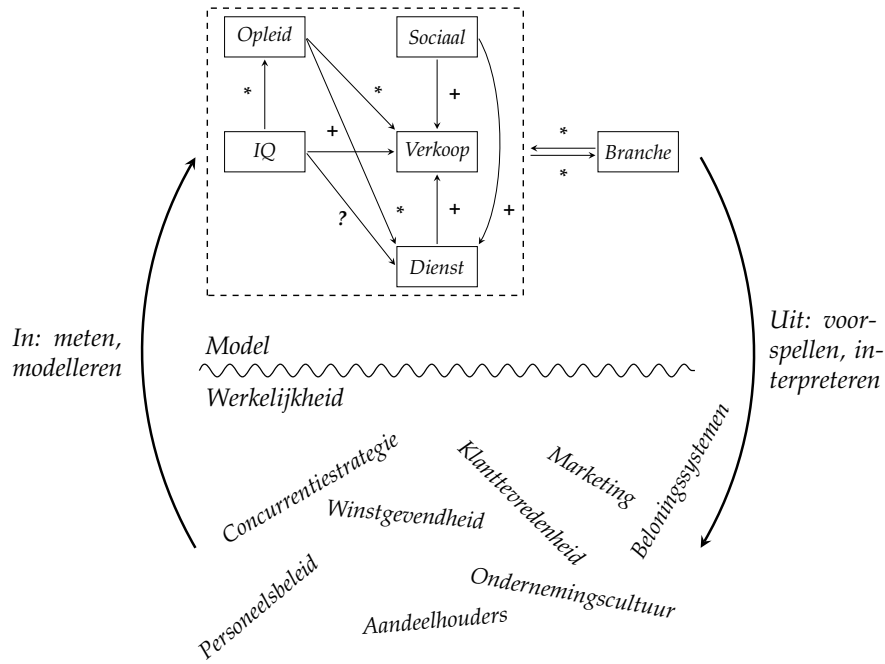 Opleid
Sociaal
*
*
+
*
+
IQ
Verkoop
Branche
*
?
*
+
+
Dienst
In: meten,
modelleren
Uit: voor-
spellen, in-
terpreteren
Model
Werkelijkheid
Concurrentiestrategie
Klanttevredenheid
Marketing
Beloningssystemen
Winstgevendheid
Personeelsbeleid
Ondernemingscultuur
Aandeelhouders